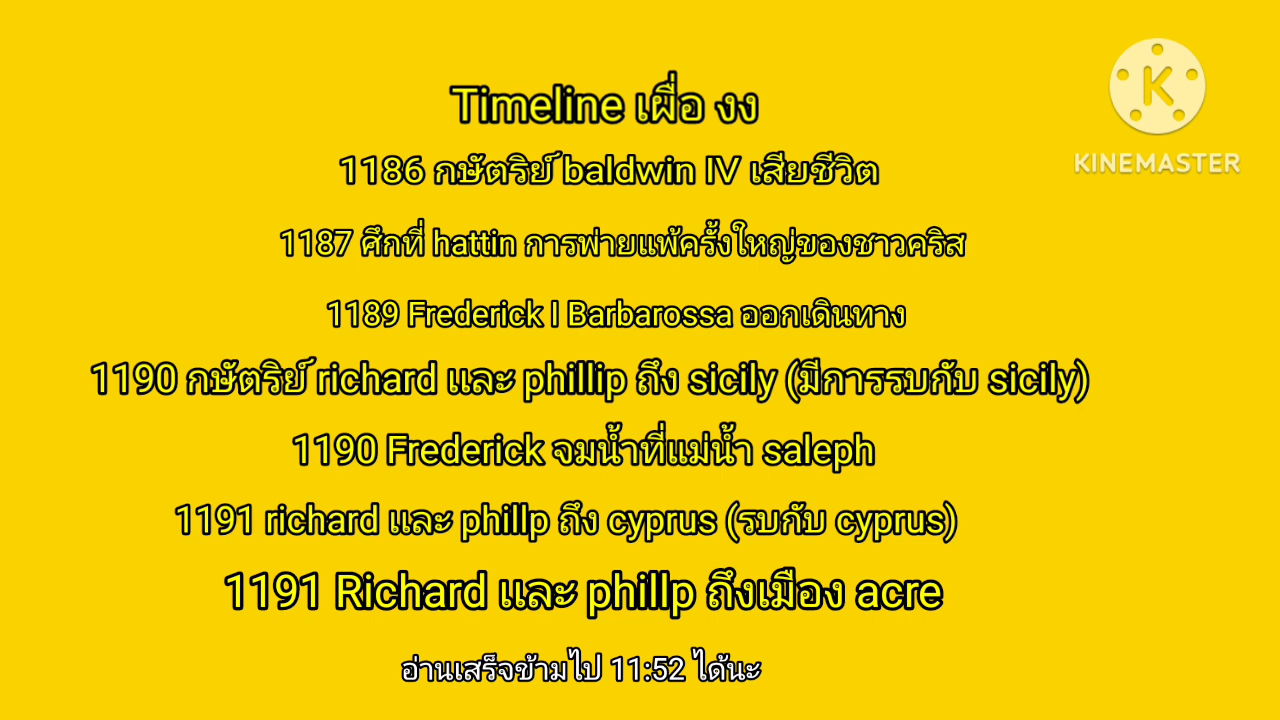 Timeline เผื่อ งง
K
KINEMASTER
1186 กษัตริย์ baldwin IV เสียชีวิต
1187 ศึกที่ hattin การพ่ายแพ้ครั้งใหญ่ของชาวคริส
1189 Frederick I Barbarossa ออกเดินทาง
1190 กษัตริย์ richard และ phillip ถึง sicily (มีการรบกับ sicily)
1190 Frederick จมน้ำที่แม่น้ำ saleph
1191 richard และ phillp ถึง cyprus (รบกับ cyprus)
1191 Richard และ phillp ถึงเมือง acre
อ่านเสร็จข้ามไป 11:52 ได้นะ